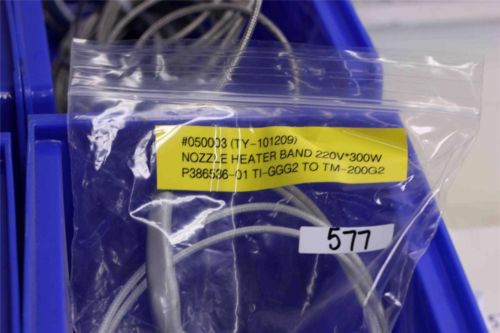 #050003 (TY-101209)
NOZZLE HEATER BAND 220V*300W
P386536-01 TI-GGG2 TO TM-200G2
577